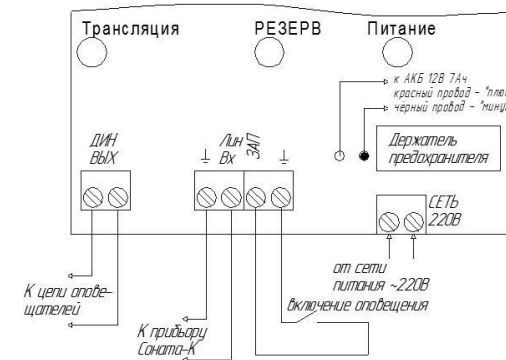 Трансляция РЕЗЕРВ Питание
к АКБ 12В 7Ач
красный провод - "плю
чёрный провод - "мину
ДИН
ВЫХ
Лин
Вх
ЗАП
Держатель
предохранителя
СЕТЬ
220В
от сети
питания ~220В
включение оповещения
К цепи опове-
щателей
К прибору
Соната-К